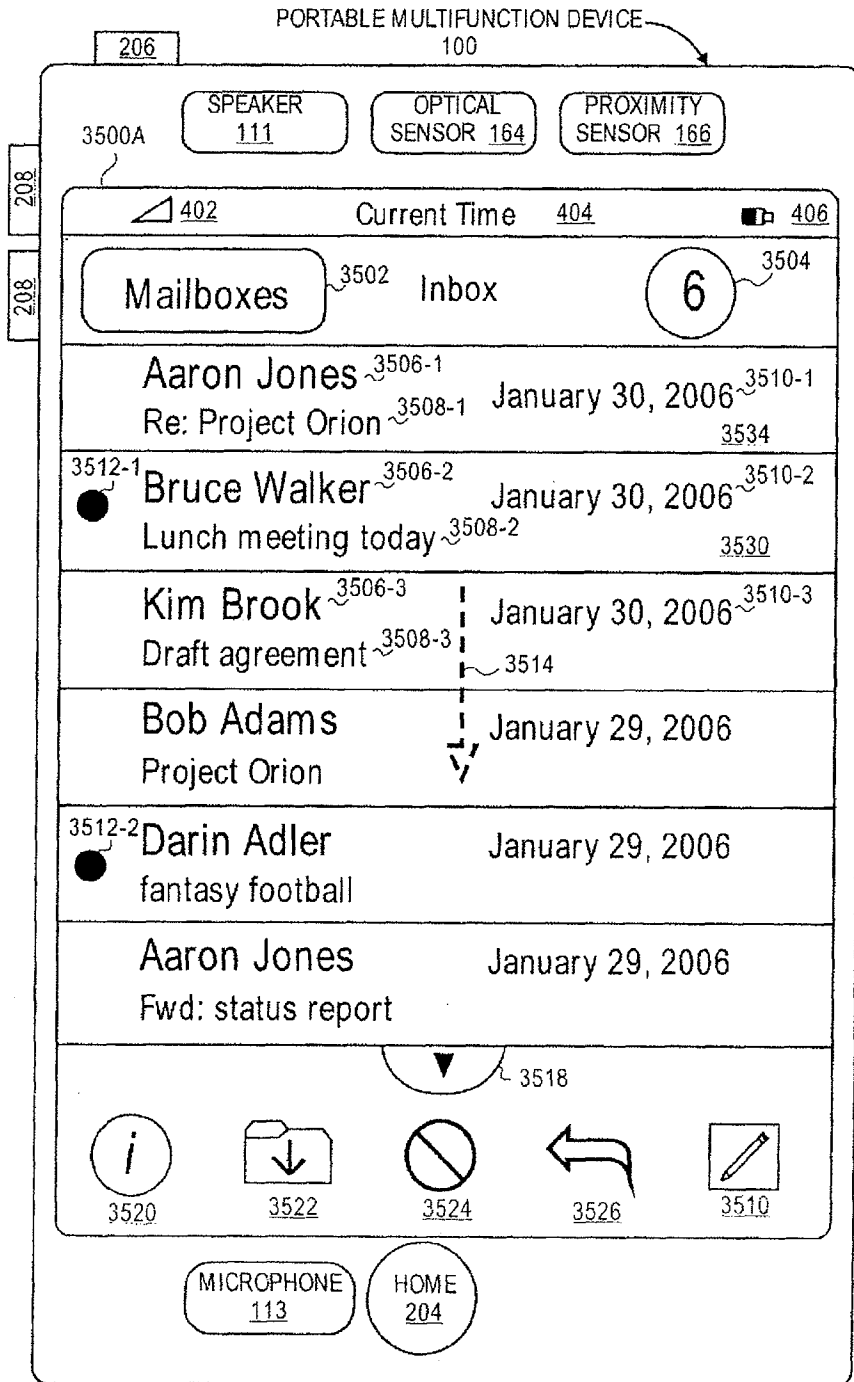 PORTABLE MULTIFUNCTION DEVICE
100
206
SPEAKER
111
OPTICAL
SENSOR 164
PROXIMITY
SENSOR 166
3500A
208
208
402
Current Time 404
406
Mailboxes
3502
Inbox
6
3504
Aaron Jones 3506-1
January 30, 2006 3510-1
Re: Project Orion 3508-1
3534
3512-1
Bruce Walker 3506-2
January 30, 2006 3510-2
Lunch meeting today 3508-2
3530
Kim Brook 3506-3
January 30, 2006 3510-3
Draft agreement 3508-3
3514
Bob Adams
January 29, 2006
Project Orion
3512-2
Darin Adler
January 29, 2006
fantasy football
Aaron Jones
January 29, 2006
Fwd: status report
3518
i
3520
3522
3524
3526
3510
MICROPHONE
113
HOME
204